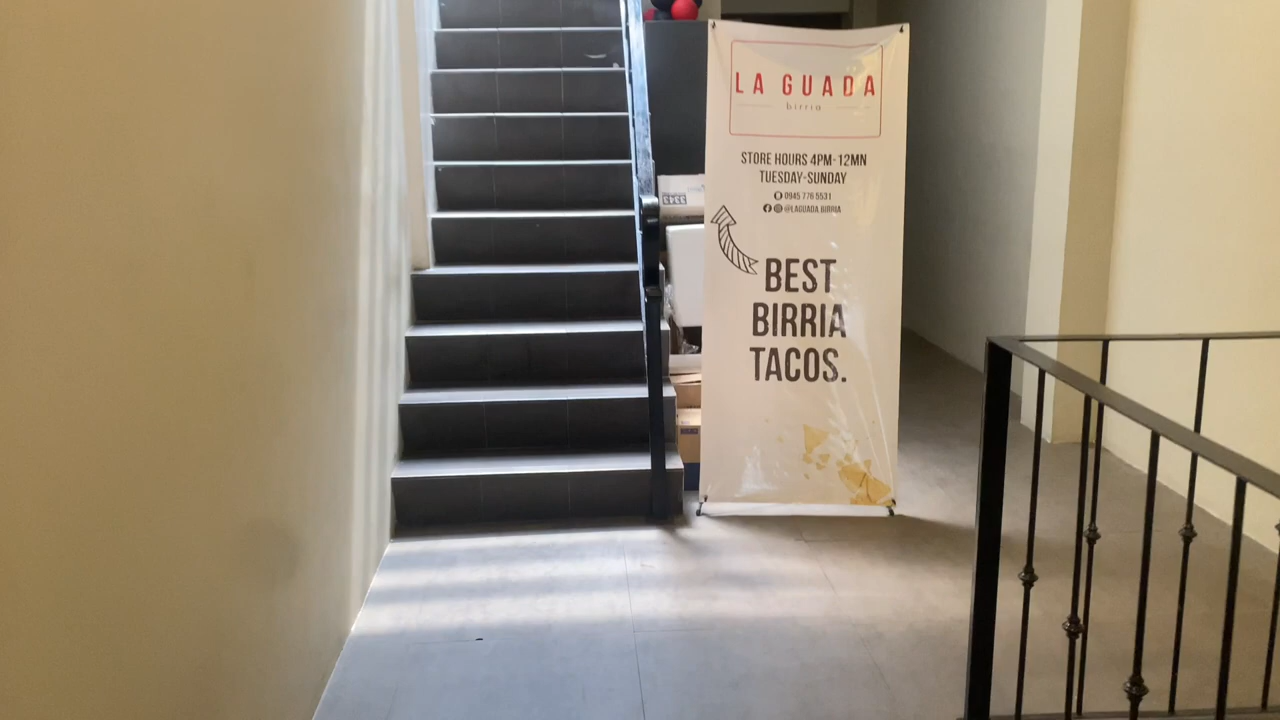 LA GUADA
birria
STORE HOURS 4PM-12MN
TUESDAY-SUNDAY
0945 776 5531
@LAGUADA.BIRRIA
BEST
BIRRIA
TACOS.